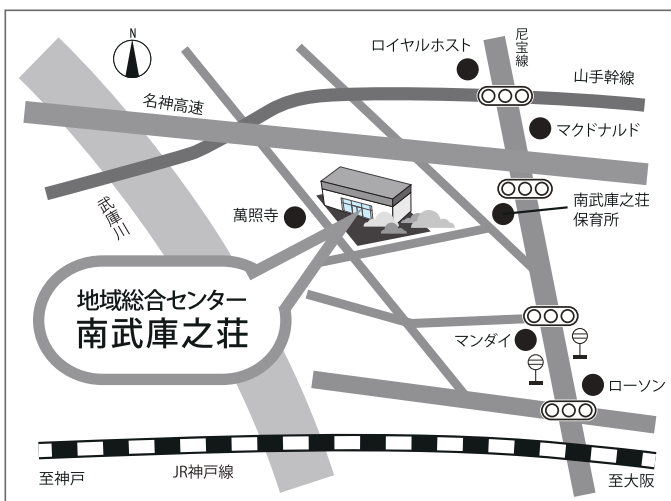 N
ロイヤルホスト
尼宝線
山手幹線
名神高速
マクドナルド
武庫川
萬照寺
南武庫之荘
保育所
地域総合センター
南武庫之荘
マンダイ
ローソン
至神戸
JR神戸線
至大阪